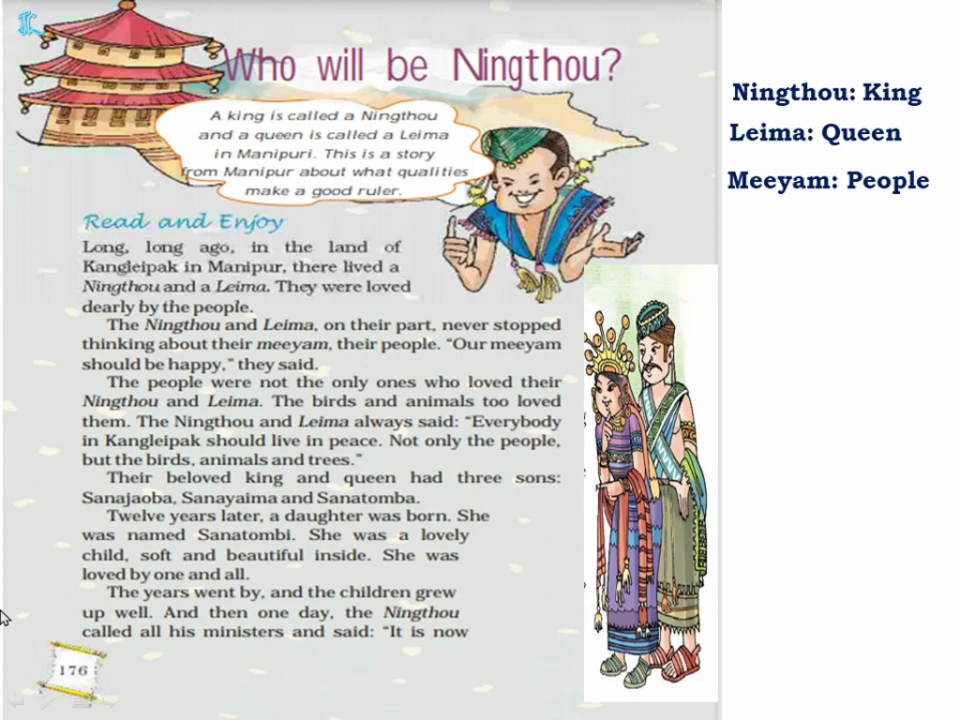 Who will be Ningthou?
A king is called a Ningthou
and a queen is called a Leima
in Manipuri. This is a story
from Manipur about what qualities
make a good ruler.
Read and Enjoy
Long, long ago, in the land of
Kangleipak in Manipur, there lived a
Ningthou and a Leima. They were loved
dearly by the people.
The Ningthou and Leima, on their part, never stopped
thinking about their meeyam, their people. “Our meeyam
should be happy,” they said.
The people were not the only ones who loved their
Ningthou and Leima. The birds and animals too loved
them. The Ningthou and Leima always said: “Everybody
in Kangleipak should live in peace. Not only the people,
but the birds, animals and trees.”
Their beloved king and queen had three sons:
Sanajaoba, Sanayaima and Sanatomba.
Twelve years later, a daughter was born. She
was named Sanatombi. She was a lovely
child, soft and beautiful inside. She was
loved by one and all.
The years went by, and the children grew
up well. And then one day, the Ningthou
called all his ministers and said: “It is now
176
Ningthou: King
Leima: Queen
Meeyam: People